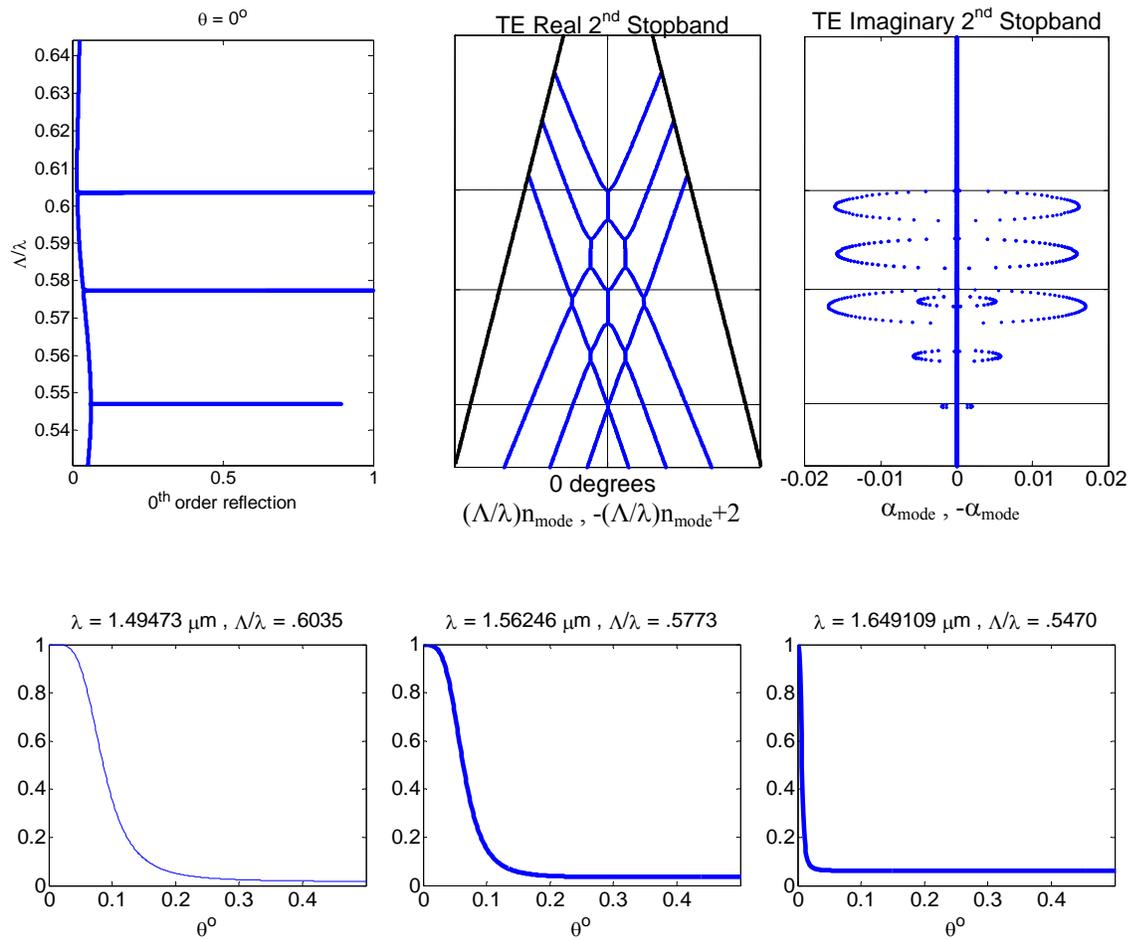 θ = 0°
0.64
0.63
0.62
0.61
0.6
0.59
0.58
0.57
0.56
0.55
0.54
Λ/λ
0 0.5 1
0th order reflection
TE Real 2nd Stopband
0 degrees
(Λ/λ)nmode , -(Λ/λ)nmode+2
TE Imaginary 2nd Stopband
-0.02 -0.01 0 0.01 0.02
αmode , -αmode
λ = 1.49473 μm , Λ/λ = .6035
1
0.8
0.6
0.4
0.2
0
0 0.1 0.2 0.3 0.4
θ°
λ = 1.56246 μm , Λ/λ = .5773
1
0.8
0.6
0.4
0.2
0
0 0.1 0.2 0.3 0.4
θ°
λ = 1.649109 μm , Λ/λ = .5470
1
0.8
0.6
0.4
0.2
0
0 0.1 0.2 0.3 0.4
θ°